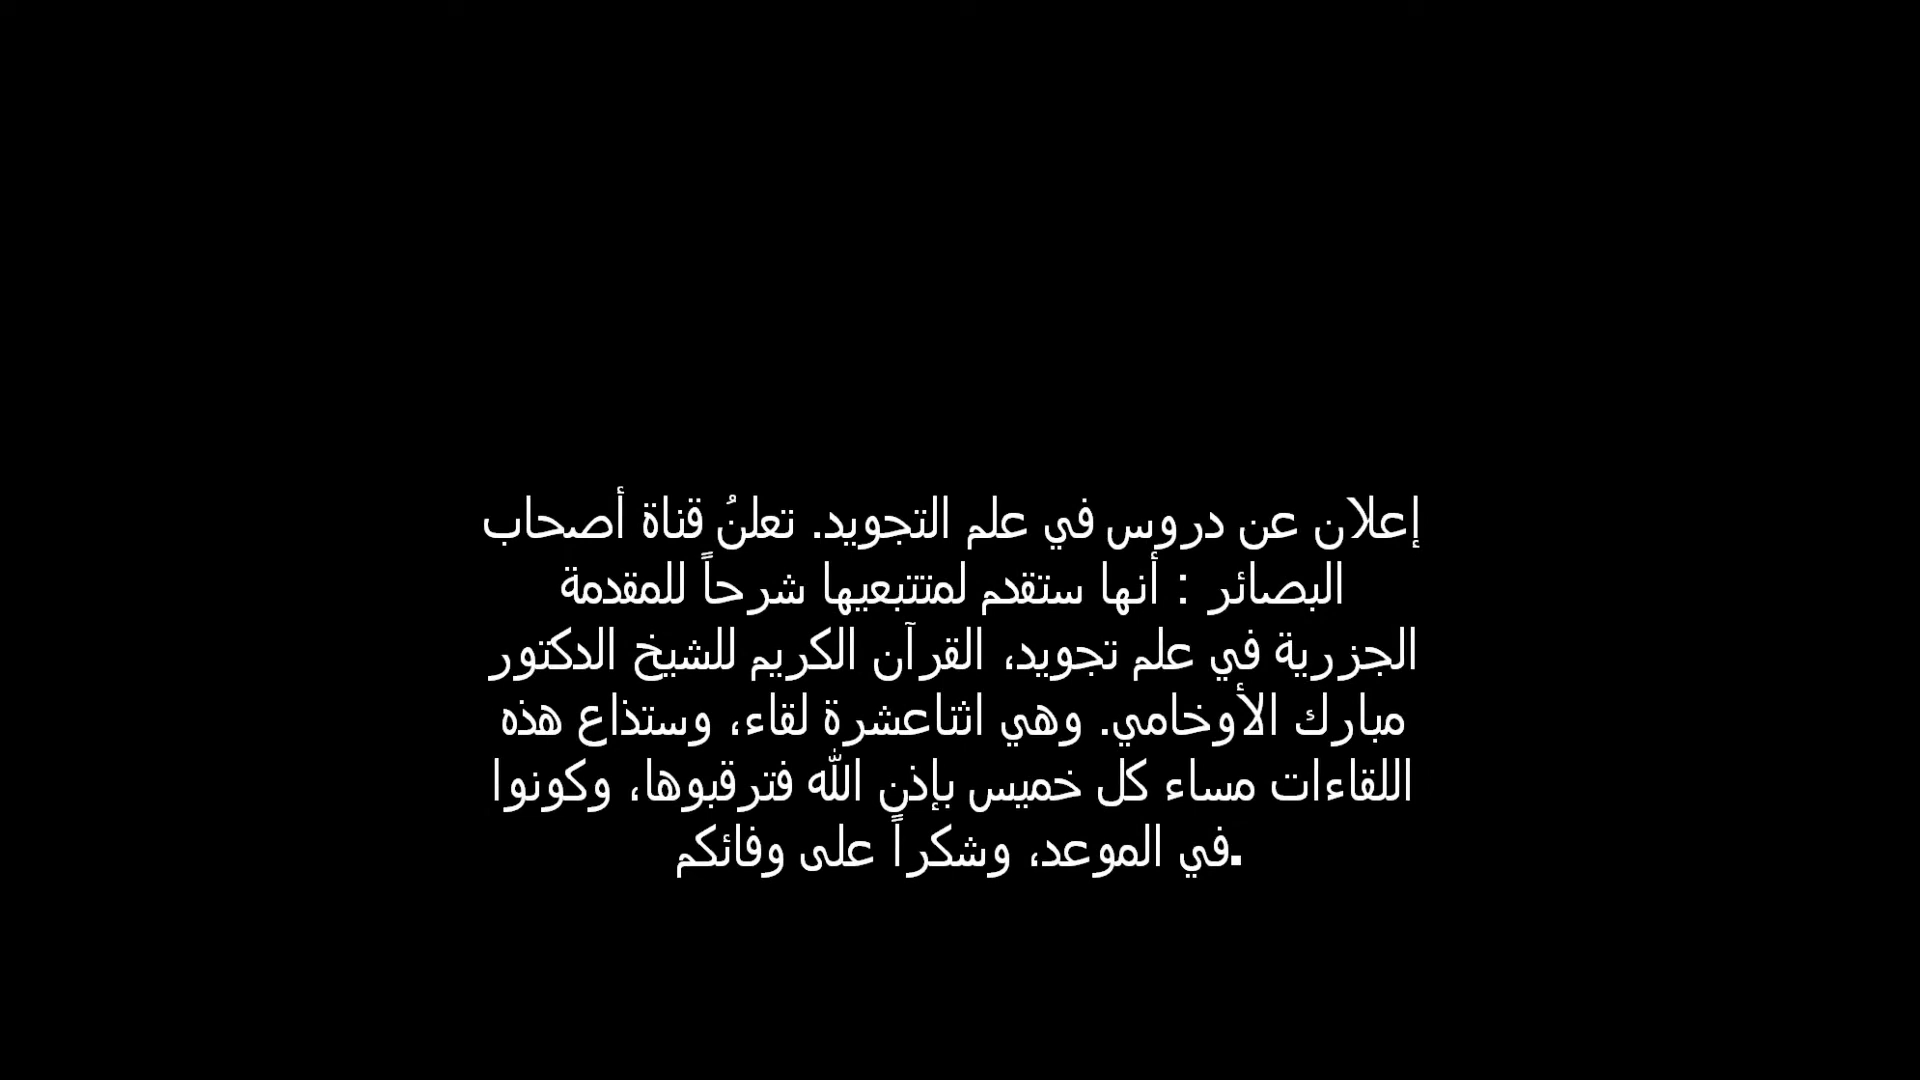 إعلان عن دروس في علم التجويد. تعلنُ قناة أصحاب
البصائر : أنها ستقدم لمتتبعيها شرحاً للمقدمة
الجزرية في علم تجويد، القرآن الكريم للشيخ الدكتور
مبارك الأوخامي. وهي اثناعشرة لقاء، وستذاع هذه
اللقاءات مساء كل خميس بإذن الله فترقبوها، وكونوا
في الموعد، وشكراً على وفائكم.